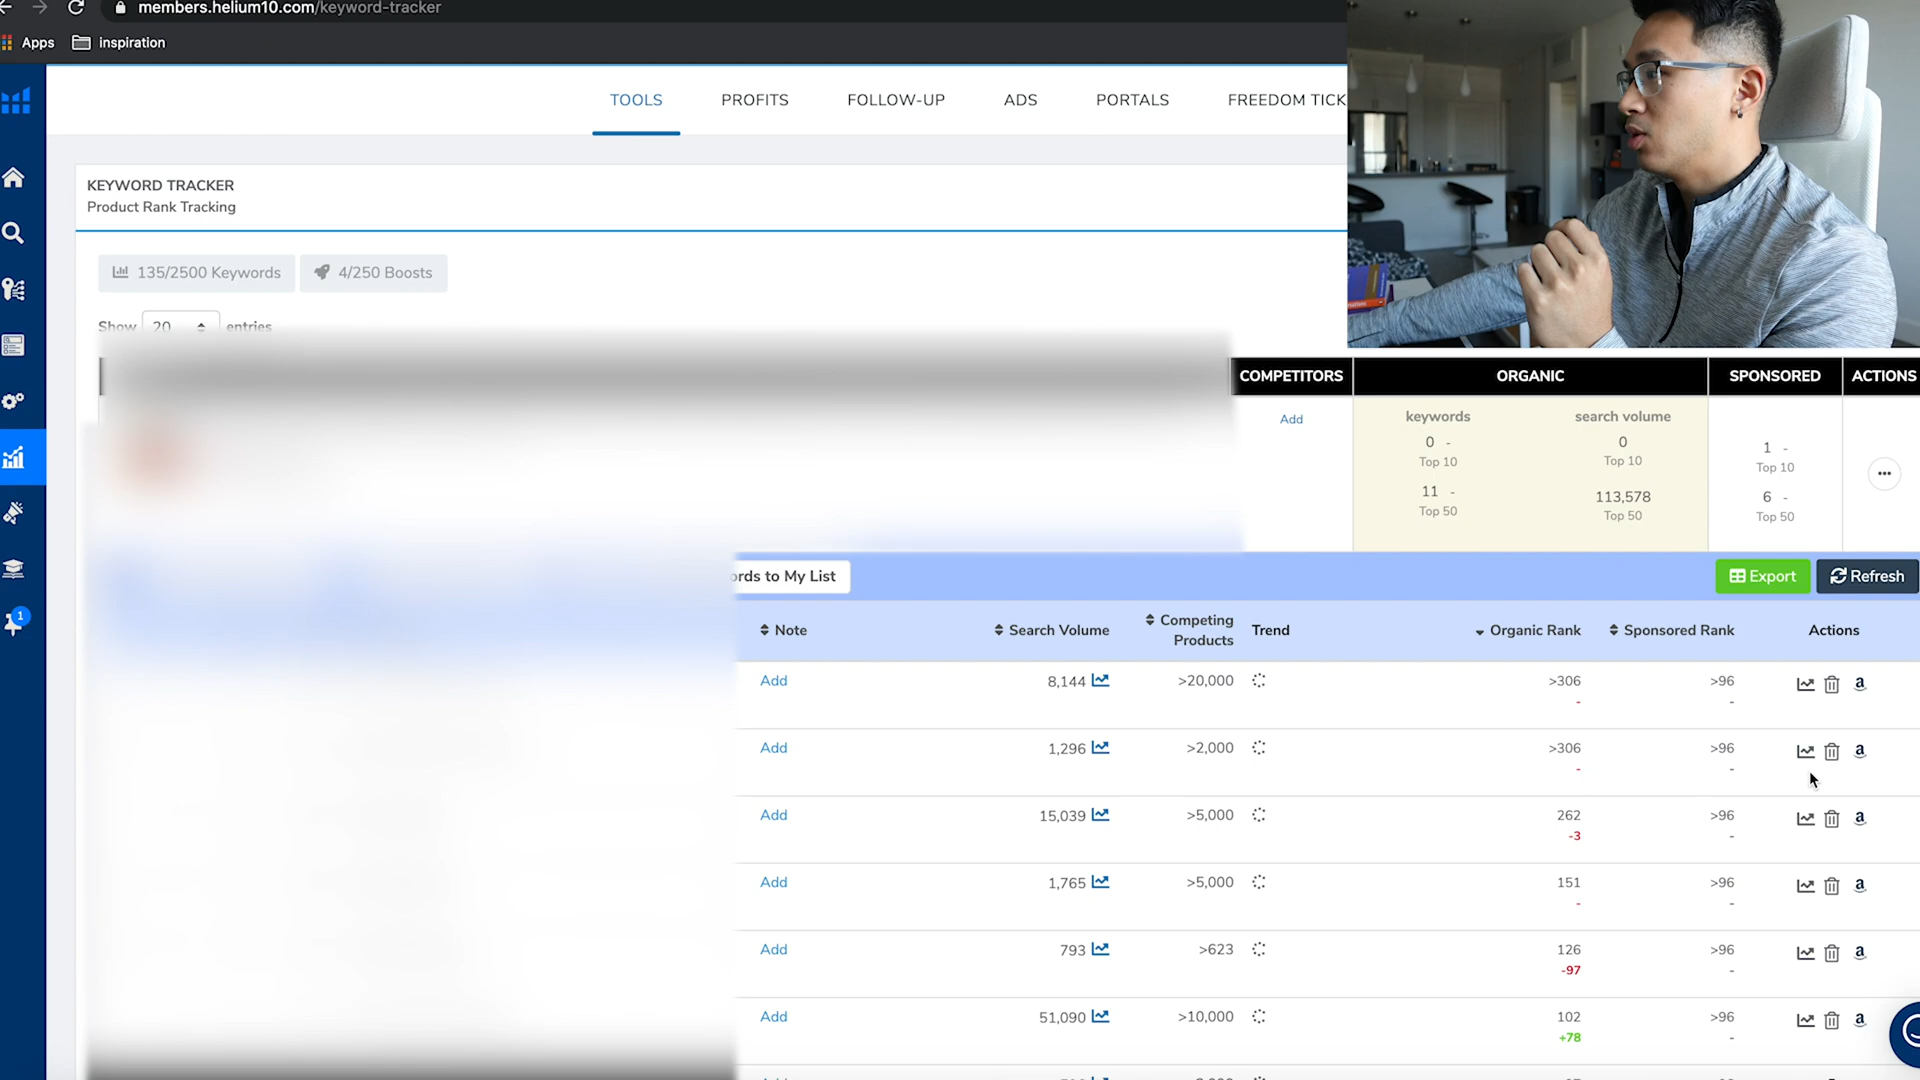 members.helium10.com/keyword-tracker
Apps inspiration
TOOLS PROFITS FOLLOW-UP ADS PORTALS FREEDOM TICK
KEYWORD TRACKER
Product Rank Tracking
135/2500 Keywords 4/250 Boosts
Show 20 entries
COMPETITORS ORGANIC SPONSORED ACTIONS
Add keywords search volume
0 - 0 1 -
Top 10 Top 10 Top 10
11 - 113,578 6 -
Top 50 Top 50 Top 50
1
ords to My List Export Refresh
Note Search Volume Competing Products Trend Organic Rank Sponsored Rank Actions
Add 8,144 >20,000 >306 >96 a
- -
Add 1,296 >2,000 >306 >96 a
- -
Add 15,039 >5,000 262 >96 a
-3 -
Add 1,765 >5,000 151 >96 a
- -
Add 793 >623 126 >96 a
-97 -
Add 51,090 >10,000 102 >96 a
+78 -